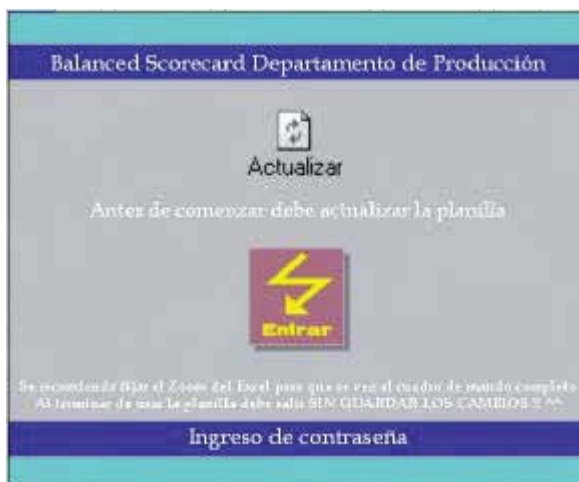 Balanced Scorecard Departamento de Producción
Actualizar
Antes de comenzar debe actualizar la planilla
Entrar
Se recomienda fijar el Zoom del Excel para que se vea el cuadro de mando completo
Al terminar de usar la planilla debe salir SIN GUARDAR LOS CAMBIOS !! ^^
Ingreso de contraseña